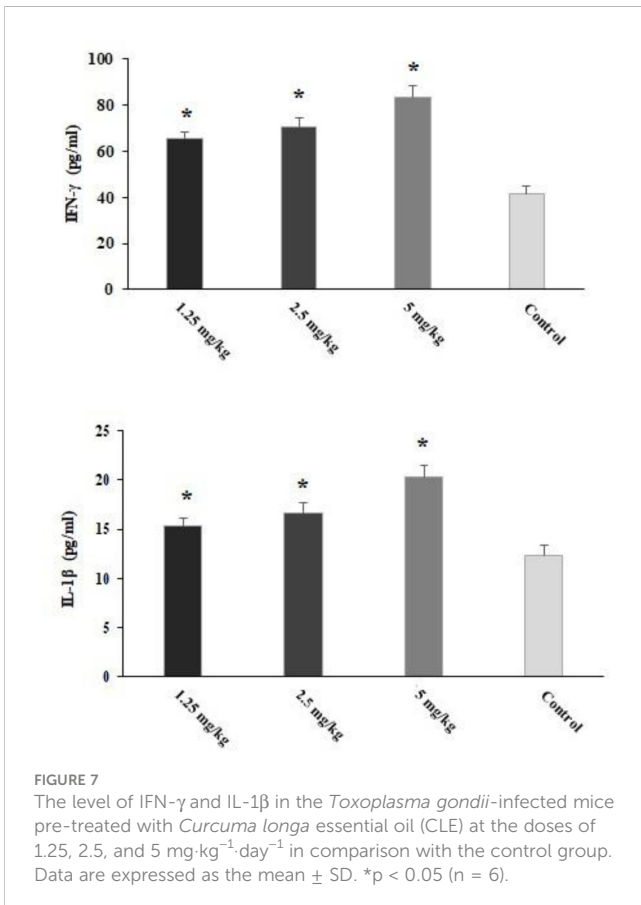 100
80
60
40
20
0
IFN-γ (pg/ml)
* * *
1.25 mg/kg
2.5 mg/kg
5 mg/kg
Control
25
20
15
10
5
0
IL-1β (pg/ml)
* * *
1.25 mg/kg
2.5 mg/kg
5 mg/kg
Control
FIGURE 7
The level of IFN-γ and IL-1β in the Toxoplasma gondii-infected mice
pre-treated with Curcuma longa essential oil (CLE) at the doses of
1.25, 2.5, and 5 mg·kg⁻¹·day⁻¹ in comparison with the control group.
Data are expressed as the mean ± SD. *p < 0.05 (n = 6).